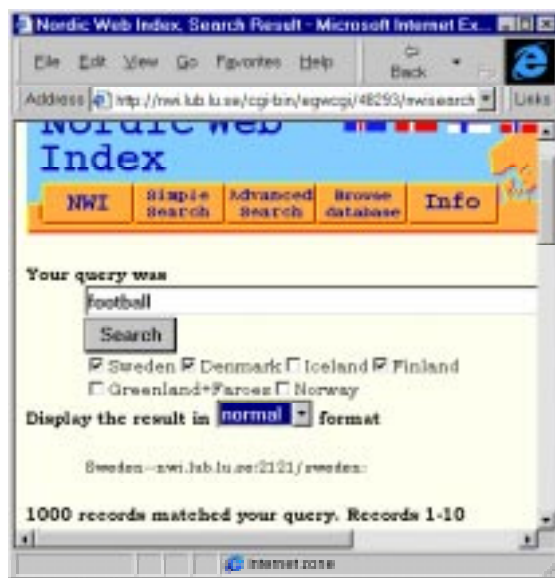 Nordic Web Index, Search Result - Microsoft Internet Ex...
File Edit View Go Favorites Help
Back
Address http://nwi.lub.lu.se/cgi-bin/egwcgi/48293/nwisearch Links
Nordic Web
Index
NWI Simple Search Advanced Search Browse database Info
Your query was
football
Search
Sweden Denmark Iceland Finland
Greenland+Faroes Norway
Display the result in normal format
Sweden--nwi.lub.lu.se:2121/sweden:
1000 records matched your query. Records 1-10
Internet zone